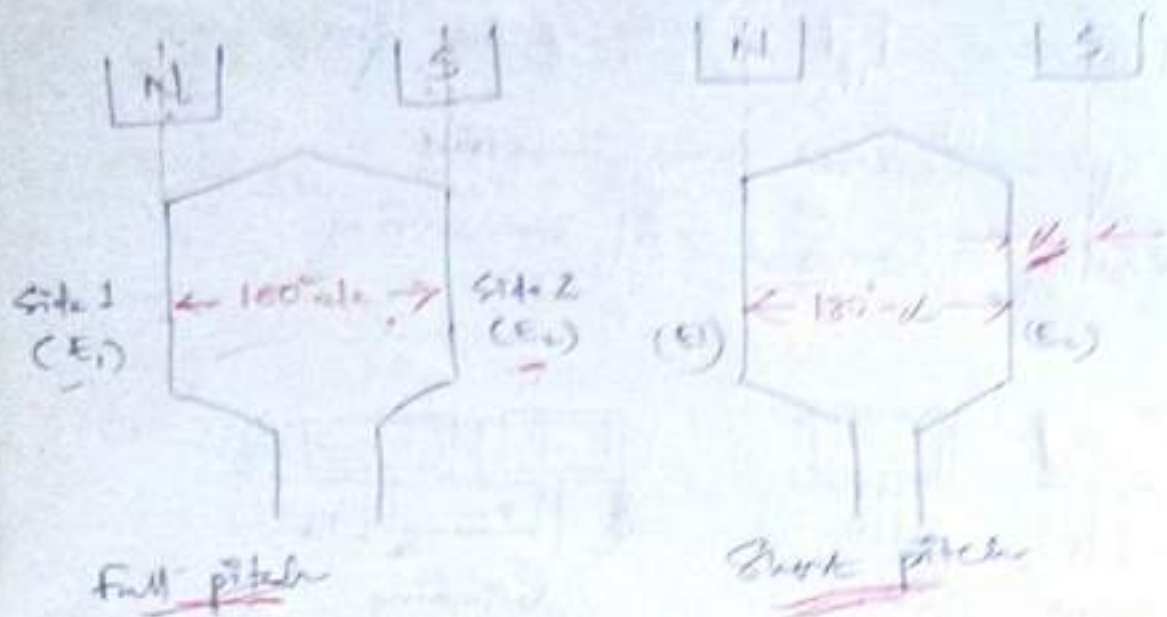 N
S
N
S
Side 1
(E₁)
← 180° ele →
Side 2
(E₂)
(E1)
← 180° - α →
(E₂)
α
Full pitch
Short pitch